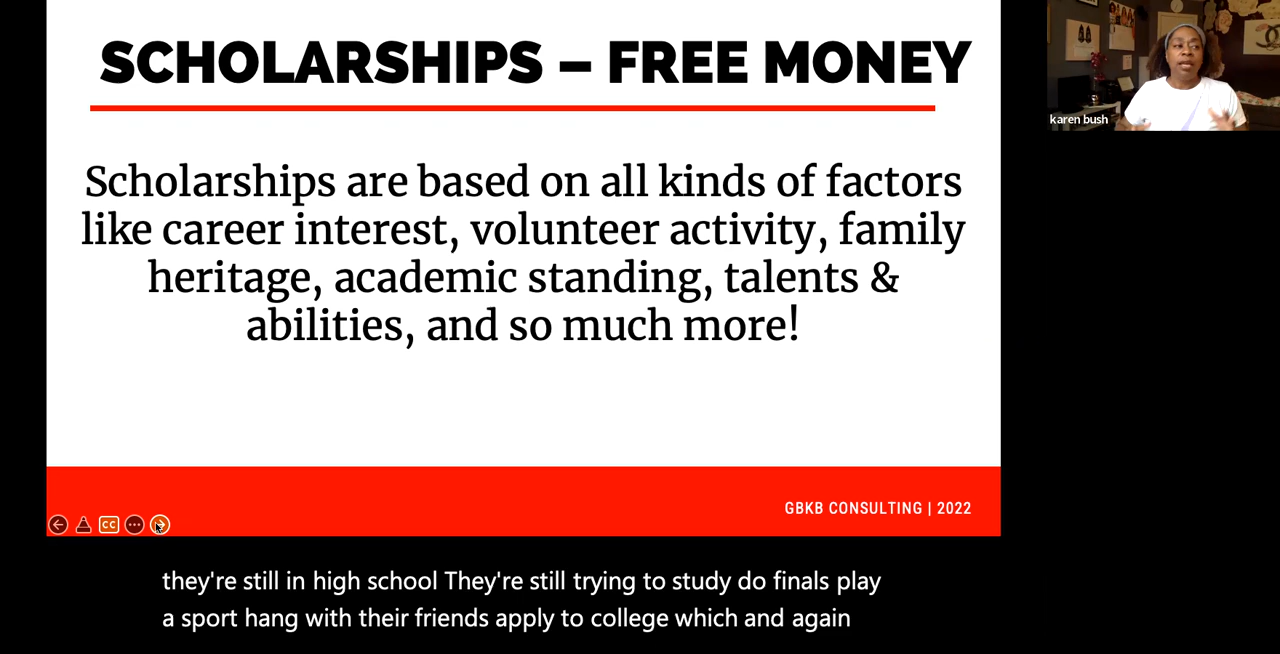 SCHOLARSHIPS – FREE MONEY
Scholarships are based on all kinds of factors
like career interest, volunteer activity, family
heritage, academic standing, talents &
abilities, and so much more!
GBKB CONSULTING | 2022
CC
karen bush
they're still in high school They're still trying to study do finals play
a sport hang with their friends apply to college which and again